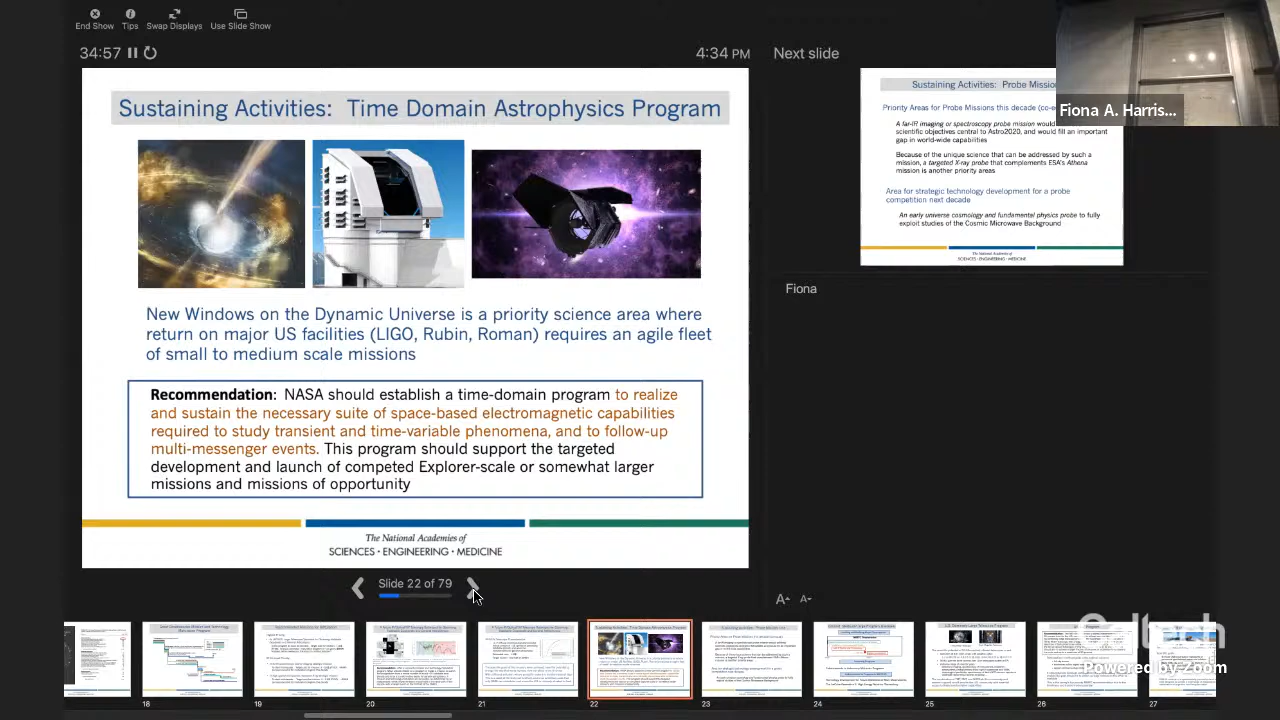 End Show
Tips
Swap Displays
Use Slide Show
34:57
4:34 PM
Next slide
Sustaining Activities: Time Domain Astrophysics Program
New Windows on the Dynamic Universe is a priority science area where
return on major US facilities (LIGO, Rubin, Roman) requires an agile fleet
of small to medium scale missions
Recommendation: NASA should establish a time-domain program to realize
and sustain the necessary suite of space-based electromagnetic capabilities
required to study transient and time-variable phenomena, and to follow-up
multi-messenger events. This program should support the targeted
development and launch of competed Explorer-scale or somewhat larger
missions and missions of opportunity
The National Academies of
SCIENCES · ENGINEERING · MEDICINE
Slide 22 of 79
Sustaining Activities: Probe Missio
Priority Areas for Probe Missions this decade (co-e
A far-IR imaging or spectroscopy probe mission would
scientific objectives central to Astro2020, and would fill an important
gap in world-wide capabilities
Because of the unique science that can be addressed by such a
mission, a targeted X-ray probe that complements ESA's Athena
mission is another priority areas
Area for strategic technology development for a probe
competition next decade
An early universe cosmology and fundamental physics probe to fully
exploit studies of the Cosmic Microwave Background
The National Academies of
SCIENCES · ENGINEERING · MEDICINE
Fiona A. Harris...
Fiona
A
A
18
19
20
21
22
23
24
25
26
27
Caltech
Powered by Zoom